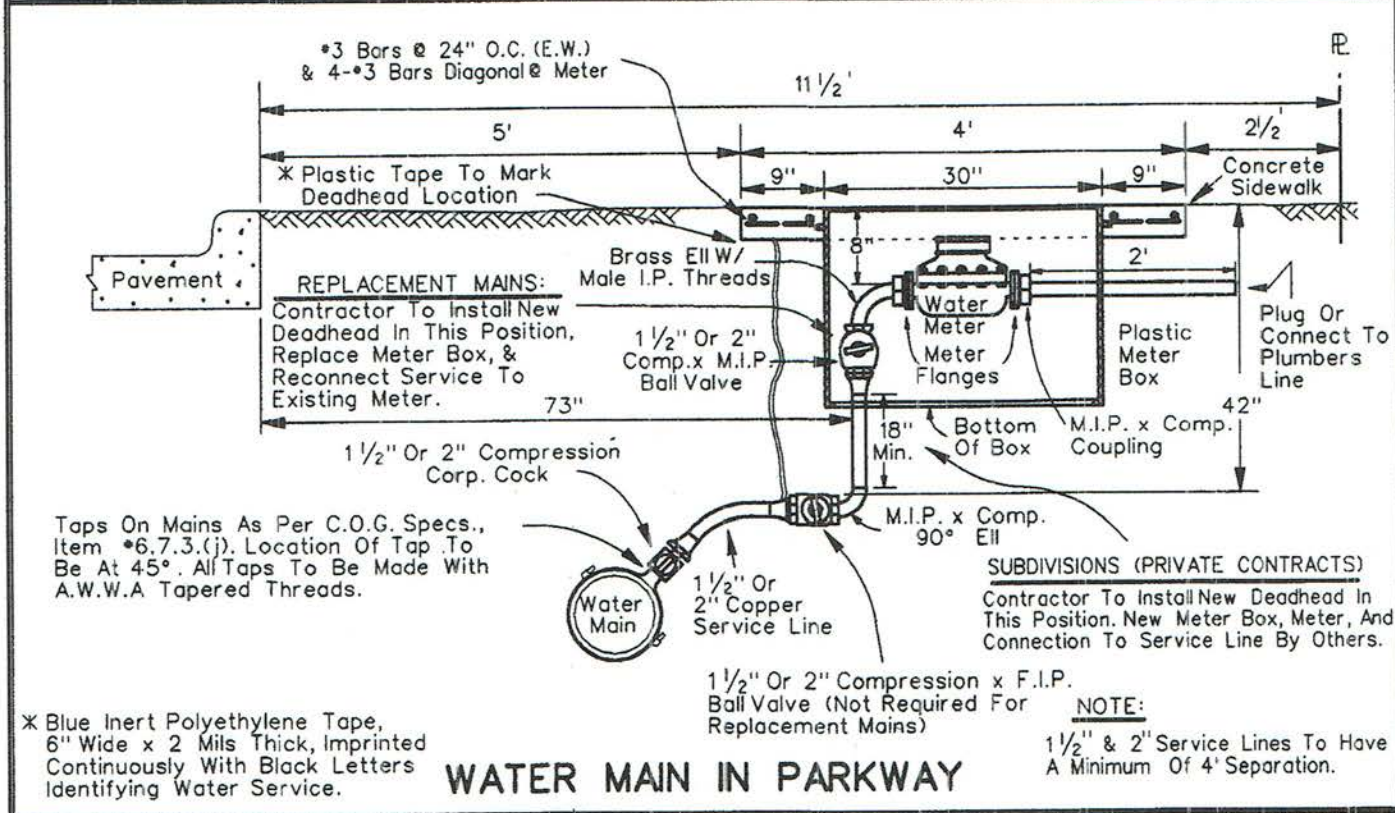 •3 Bars @ 24" O.C. (E.W.)
& 4-•3 Bars Diagonal @ Meter
PL
11 1/2'
5'
4'
2 1/2'
* Plastic Tape To Mark
Deadhead Location
9"
30"
9"
Concrete
Sidewalk
8"
Pavement
REPLACEMENT MAINS:
Contractor To Install New
Deadhead In This Position,
Replace Meter Box, &
Reconnect Service To
Existing Meter.
Brass Ell W/
Male I.P. Threads
1 1/2" Or 2"
Comp. x M.I.P.
Ball Valve
Water
Meter
Meter
Flanges
2'
Plastic
Meter
Box
Plug Or
Connect To
Plumbers
Line
73"
18"
Min.
Bottom
Of Box
M.I.P. x Comp.
Coupling
42"
1 1/2" Or 2" Compression
Corp. Cock
Taps On Mains As Per C.O.G. Specs.,
Item •6.7.3.(j). Location Of Tap To
Be At 45°. All Taps To Be Made With
A.W.W.A Tapered Threads.
Water
Main
1 1/2" Or
2" Copper
Service Line
M.I.P. x Comp.
90° Ell
SUBDIVISIONS (PRIVATE CONTRACTS)
Contractor To Install New Deadhead In
This Position. New Meter Box, Meter, And
Connection To Service Line By Others.
1 1/2" Or 2" Compression x F.I.P.
Ball Valve (Not Required For
Replacement Mains)
NOTE:
1 1/2" & 2" Service Lines To Have
A Minimum Of 4' Separation.
* Blue Inert Polyethylene Tape,
6" Wide x 2 Mils Thick, Imprinted
Continuously With Black Letters
Identifying Water Service.
WATER MAIN IN PARKWAY